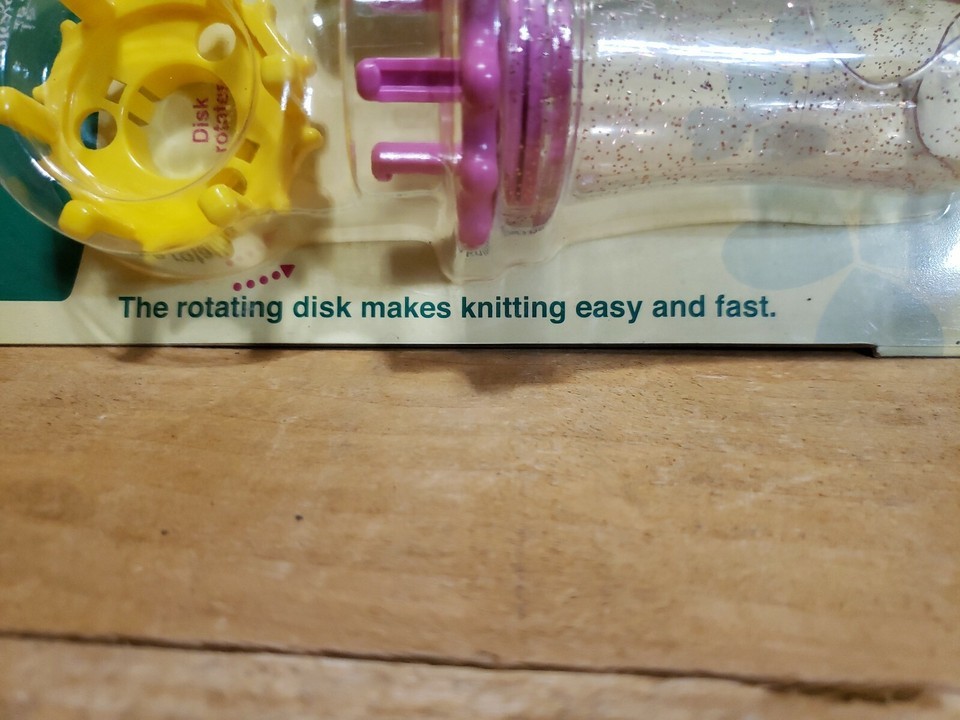 Disk
rotates
The rotating disk makes knitting easy and fast.